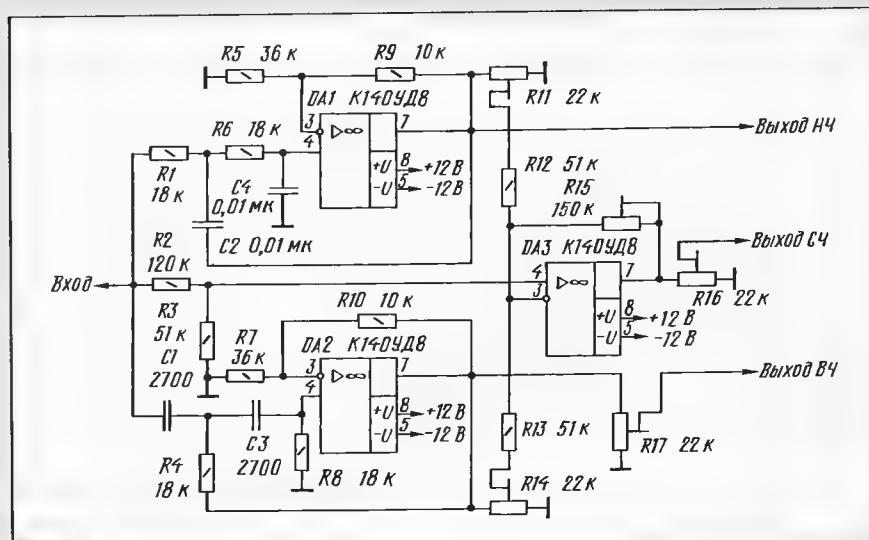 R5 36 к
R9 10 к
DA1 К140УД8
R11 22 к
3
4
▷∞
7
8
+U
+12 В
5
-U
-12 В
Выход НЧ
R6 18 к
R1
18 к
C4
0,01 мк
C2 0,01 мк
R12 51 к
R15
150 к
R2
120 к
Вход
DA3 К140УД8
4
3
▷∞
7
8
+U
+12 В
5
-U
-12 В
Выход СЧ
R16 22 к
R3
51 к
C1
2700
R7
36 к
R10 10 к
DA2 К140УД8
3
4
▷∞
7
8
+U
+12 В
5
-U
-12 В
Выход ВЧ
C3
2700
R4
18 к
R8 18 к
R13 51 к
R17 22 к
R14 22 к